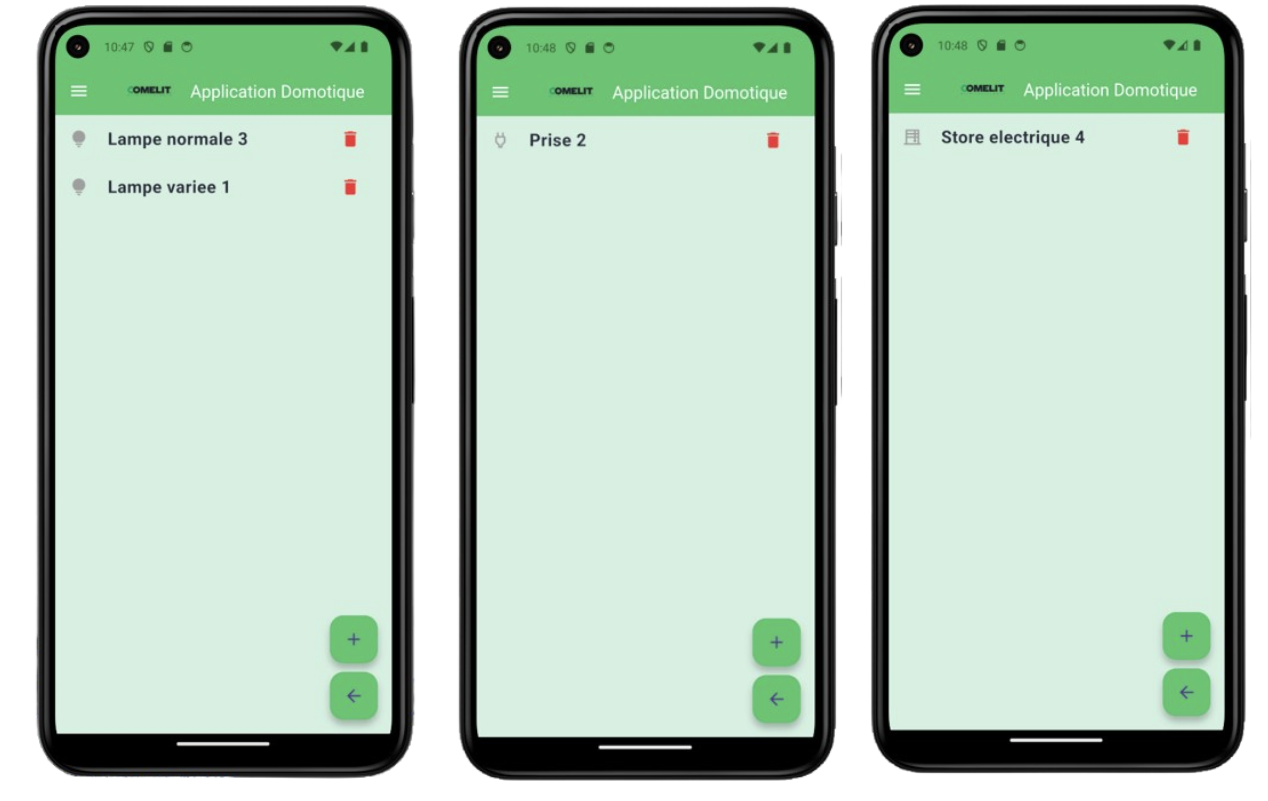 10:47
COMELIT Application Domotique
Lampe normale 3
Lampe variee 1
10:48
COMELIT Application Domotique
Prise 2
10:48
COMELIT Application Domotique
Store electrique 4